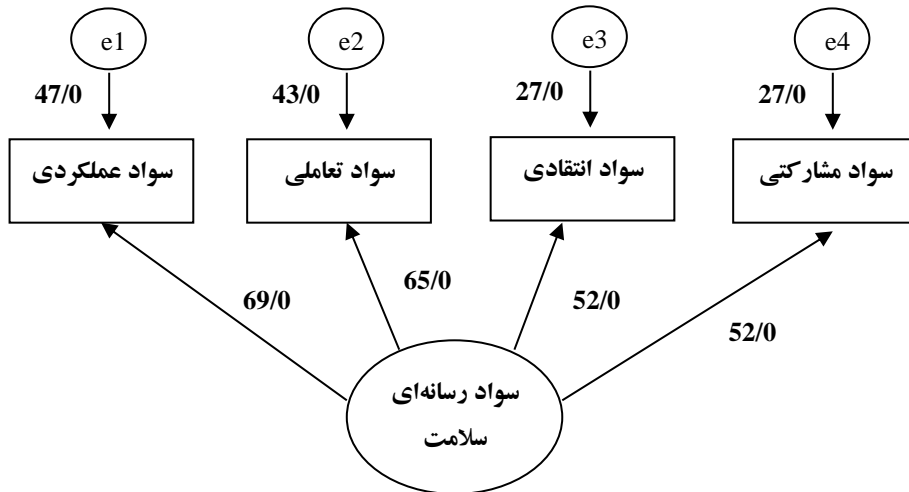 e1
e2
e3
e4
47/0
43/0
27/0
27/0
سواد عملکردی
سواد تعاملی
سواد انتقادی
سواد مشارکتی
69/0
65/0
52/0
52/0
سواد رسانه‌ای
سلامت